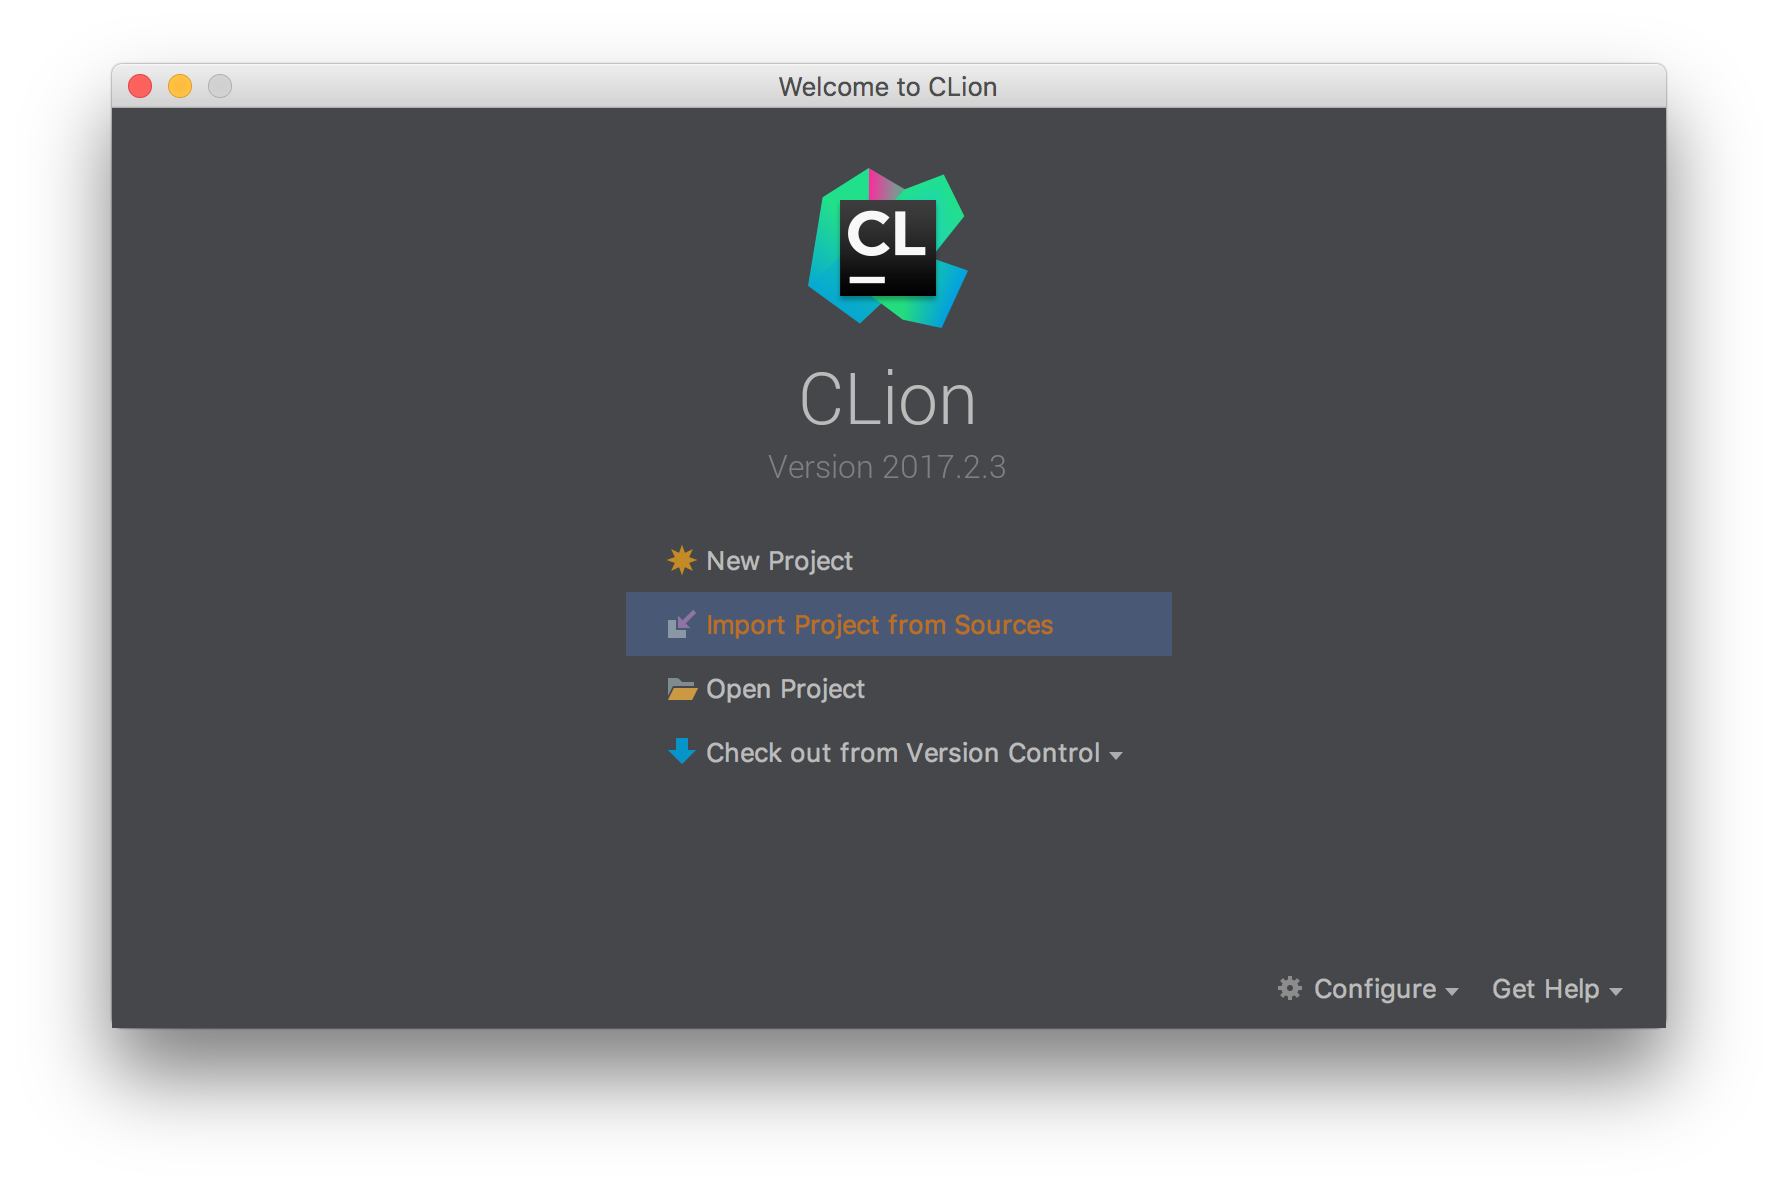 Welcome to CLion
CL
CLion
Version 2017.2.3
New Project
Import Project from Sources
Open Project
Check out from Version Control
Configure
Get Help